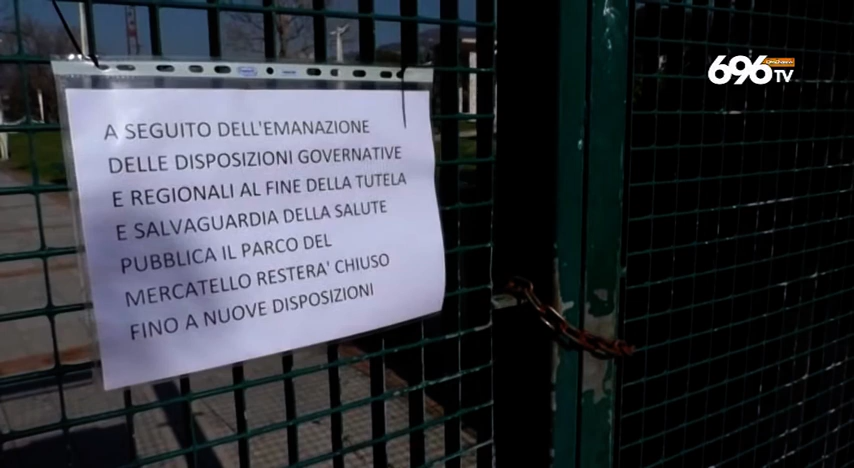 696 TV
A SEGUITO DELL'EMANAZIONE
DELLE DISPOSIZIONI GOVERNATIVE
E REGIONALI AL FINE DELLA TUTELA
E SALVAGUARDIA DELLA SALUTE
PUBBLICA IL PARCO DEL
MERCATELLO RESTERA' CHIUSO
FINO A NUOVE DISPOSIZIONI